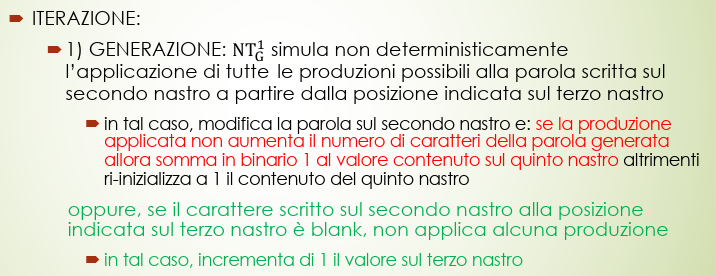 ITERAZIONE:
1) GENERAZIONE: NT¹_G simula non deterministicamente
l'applicazione di tutte le produzioni possibili alla parola scritta sul
secondo nastro a partire dalla posizione indicata sul terzo nastro
in tal caso, modifica la parola sul secondo nastro e: se la produzione
applicata non aumenta il numero di caratteri della parola generata
allora somma in binario 1 al valore contenuto sul quinto nastro altrimenti
ri-inizializza a 1 il contenuto del quinto nastro
oppure, se il carattere scritto sul secondo nastro alla posizione
indicata sul terzo nastro è blank, non applica alcuna produzione
in tal caso, incrementa di 1 il valore sul terzo nastro